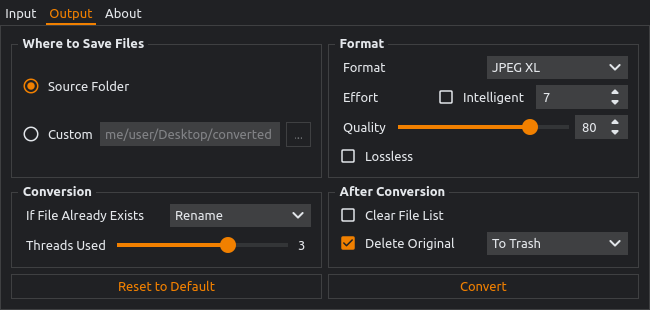 Input Output About
Where to Save Files
Source Folder
Custom me/user/Desktop/converted ...
Format
Format JPEG XL
Effort Intelligent 7
Quality 80
Lossless
Conversion
If File Already Exists Rename
Threads Used 3
After Conversion
Clear File List
Delete Original To Trash
Reset to Default
Convert